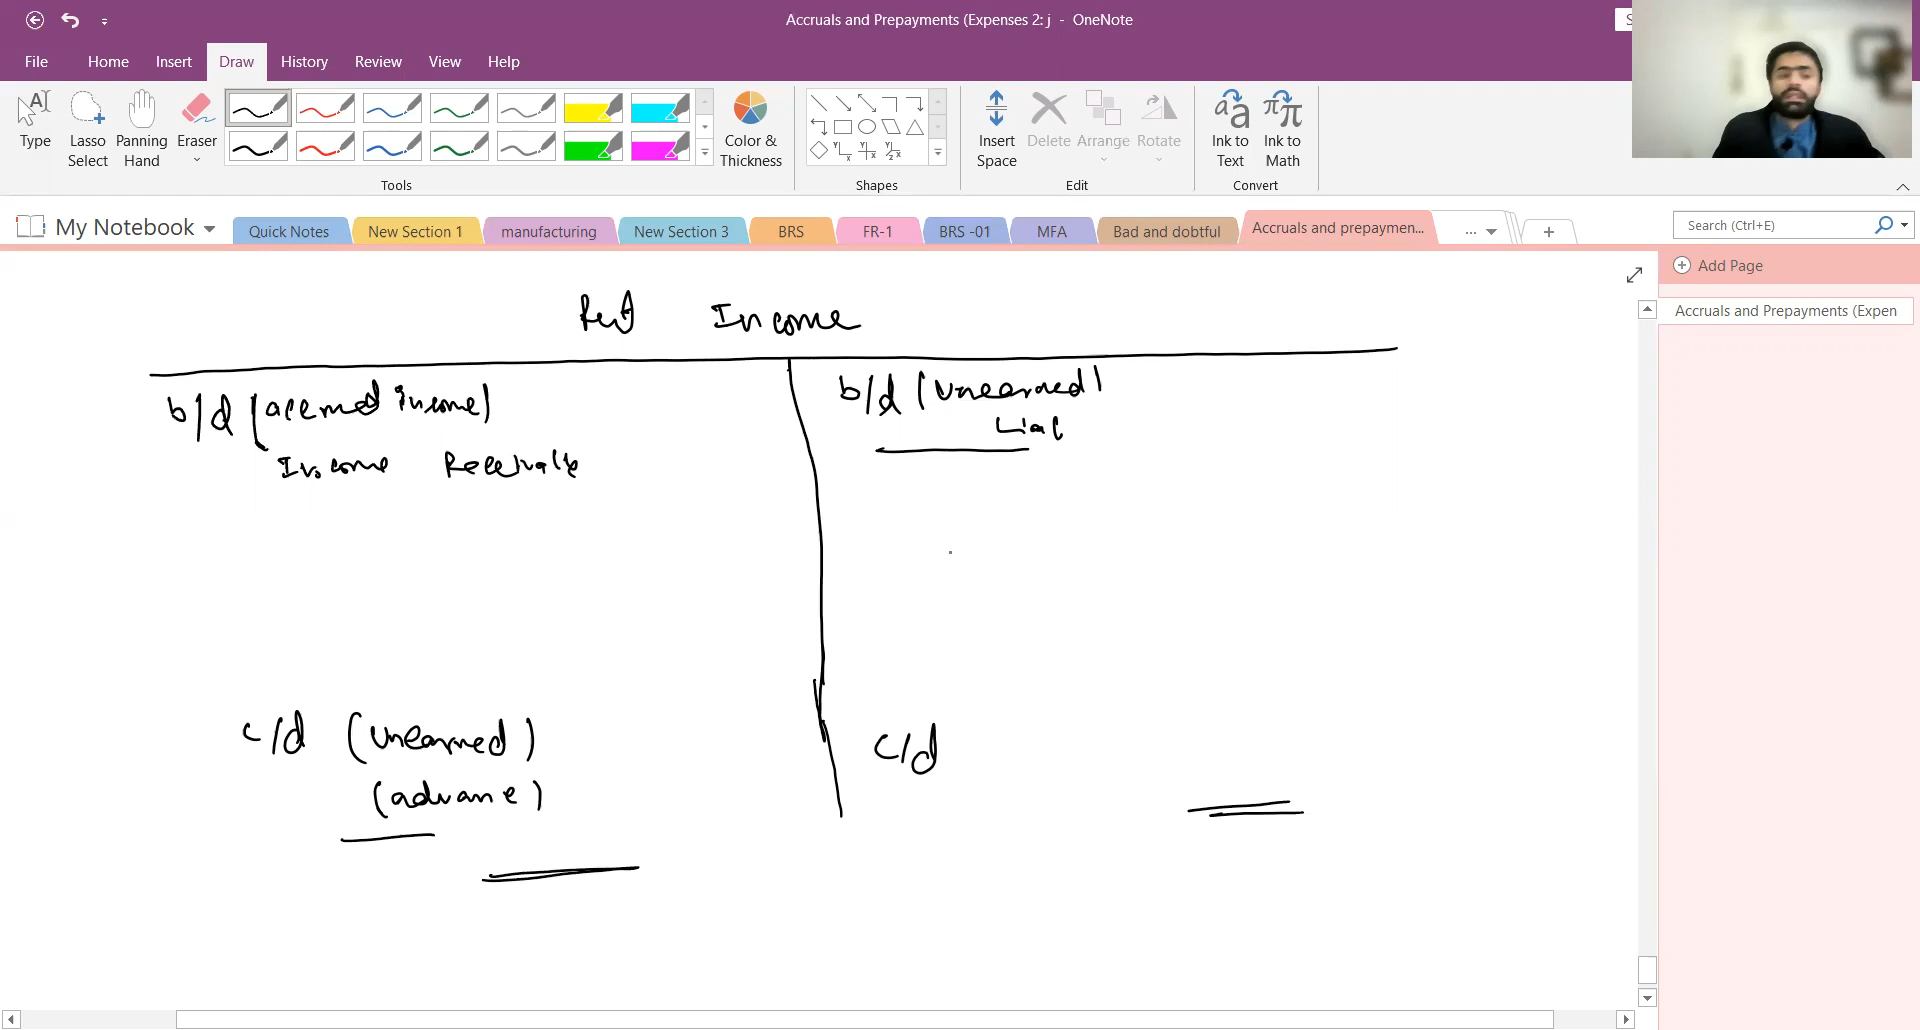 Accruals and Prepayments (Expenses 2: j - OneNote
S
File Home Insert Draw History Review View Help
Type
Lasso Select
Panning Hand
Eraser
Color & Thickness
Insert Space
Delete
Arrange
Rotate
Ink to Text
Ink to Math
Tools Shapes Edit Convert
My Notebook Quick Notes New Section 1 manufacturing New Section 3 BRS FR-1 BRS -01 MFA Bad and doubtful Accruals and prepaymen... ... + Search (Ctrl+E)
Add Page
Accruals and Prepayments (Expen
Rent Income
b/d (accrued income)
Income Receivable
b/d (unearned)
Liab
c/d (unearned)
(advance)
c/d